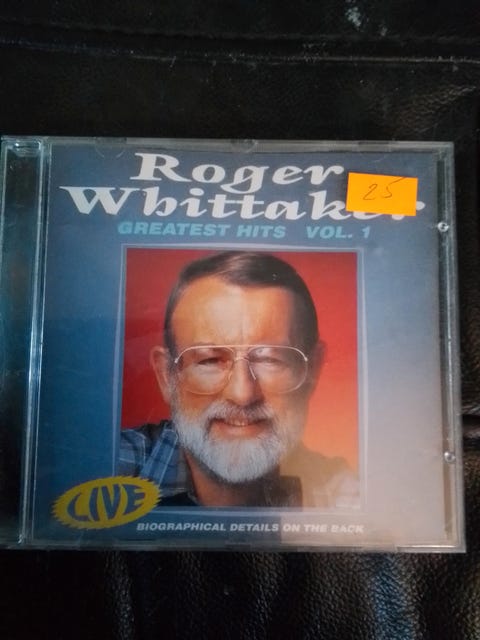 Roger
Whittaker
25
GREATEST HITS VOL. 1
LIVE
BIOGRAPHICAL DETAILS ON THE BACK